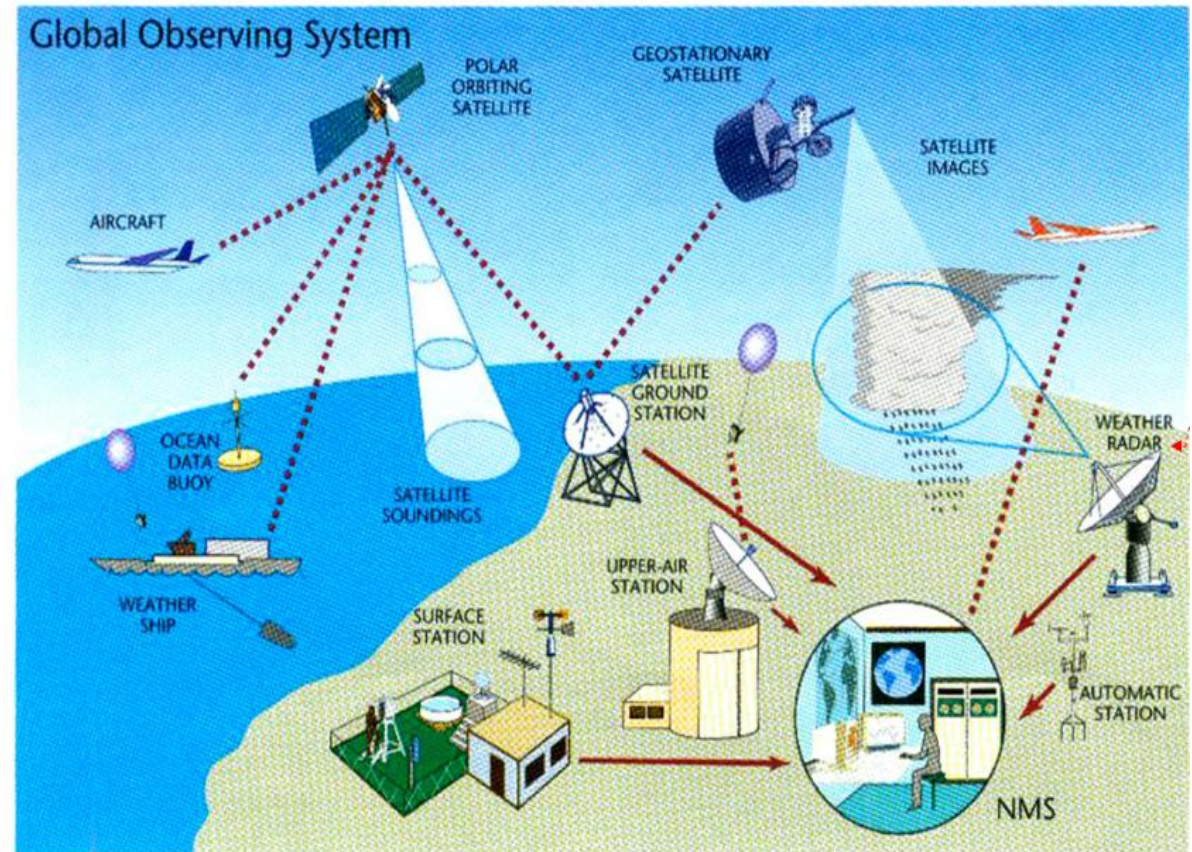 Global Observing System
POLAR
ORBITING
SATELLITE
GEOSTATIONARY
SATELLITE
SATELLITE
IMAGES
AIRCRAFT
SATELLITE
GROUND
STATION
WEATHER
RADAR
OCEAN
DATA
BUOY
SATELLITE
SOUNDINGS
UPPER-AIR
STATION
WEATHER
SHIP
SURFACE
STATION
AUTOMATIC
STATION
NMS